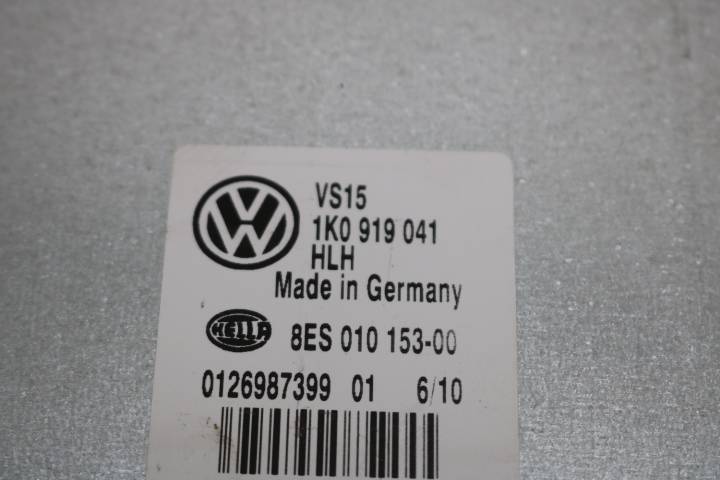 VS15
1K0 919 041
HLH
Made in Germany
HELLA 8ES 010 153-00
0126987399 01 6/10